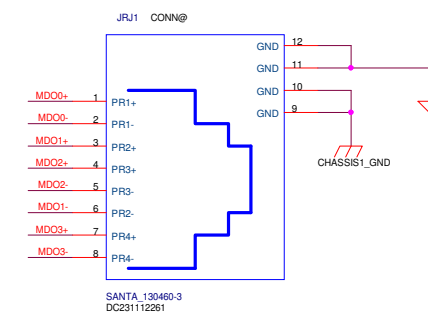 JRJ1 CONN@
GND 12
GND 11
GND 10
GND 9
MDO0+ 1 PR1+
MDO0- 2 PR1-
MDO1+ 3 PR2+
MDO2+ 4 PR3+
MDO2- 5 PR3-
MDO1- 6 PR2-
MDO3+ 7 PR4+
MDO3- 8 PR4-
CHASSIS1_GND
SANTA_130460-3
DC231112261